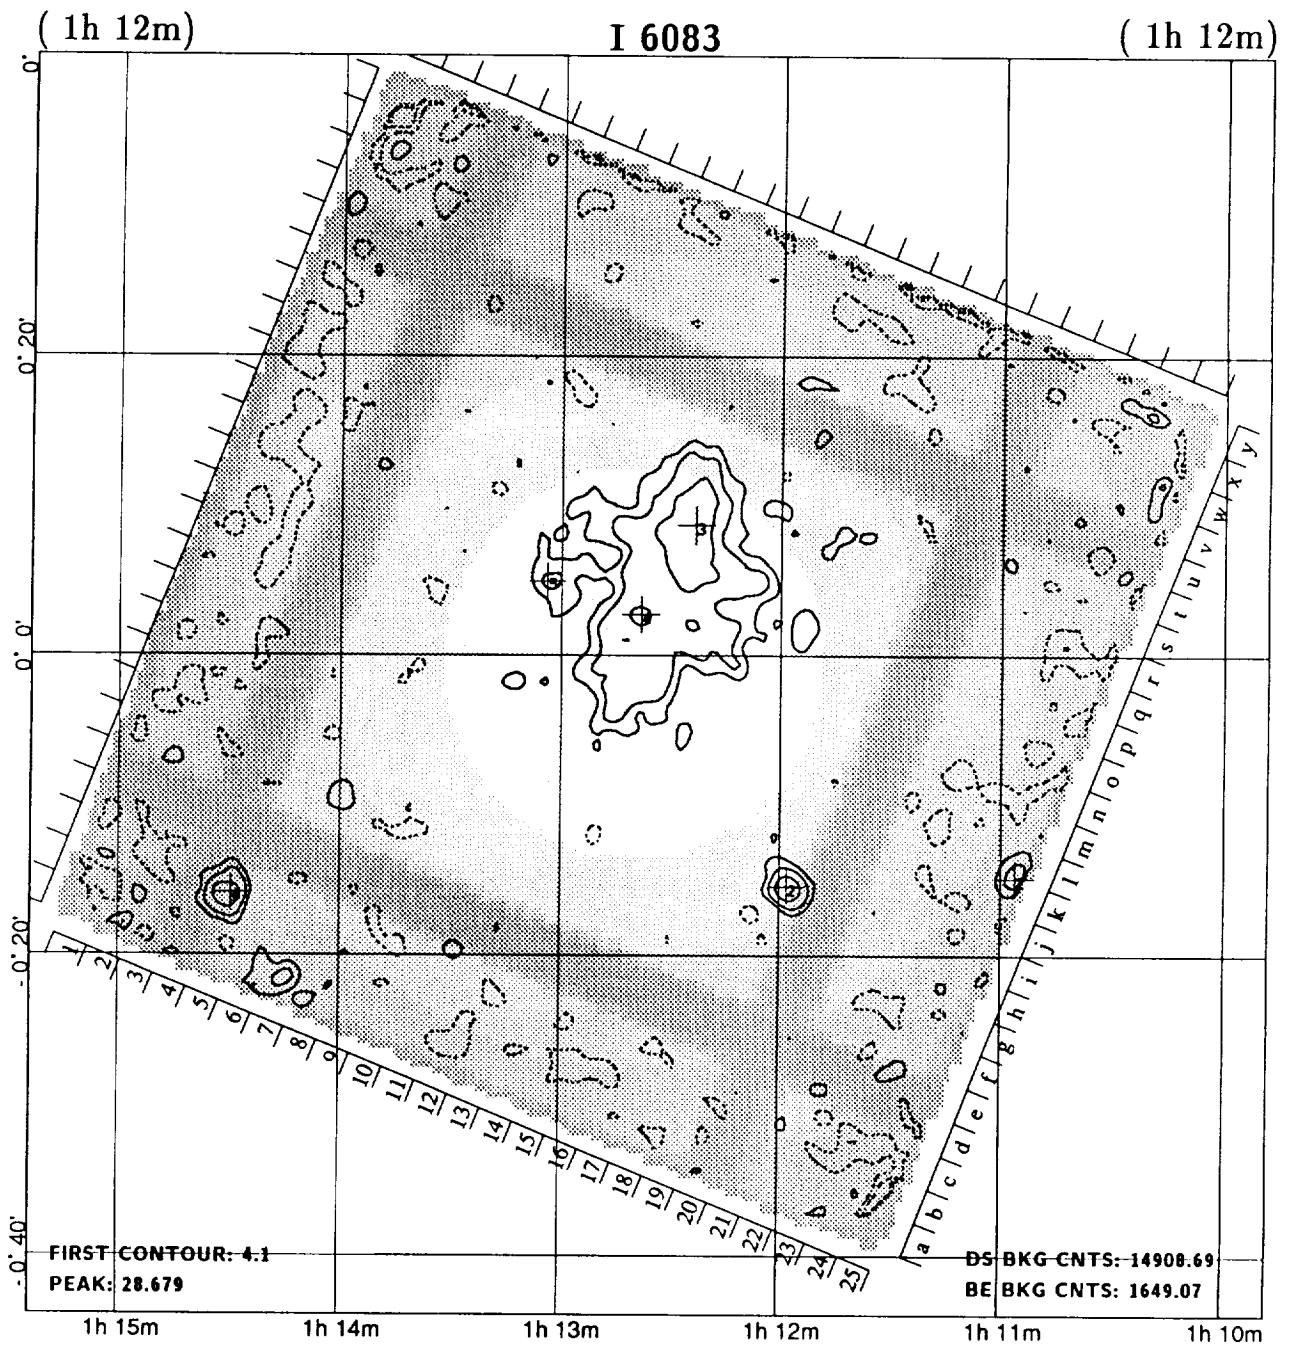 ( 1h 12m)
I 6083
( 1h 12m)
0°
0° 20'
0° 0'
-0° 20'
-0° 40'
3
2
1 2 3 4 5 6 7 8 9 10 11 12 13 14 15 16 17 18 19 20 21 22 23 24 25
a b c d e f g h i j k l m n o p q r s t u v w x y
FIRST CONTOUR: 4.1
PEAK: 28.679
DS BKG CNTS: 14908.69
BE BKG CNTS: 1649.07
1h 15m
1h 14m
1h 13m
1h 12m
1h 11m
1h 10m